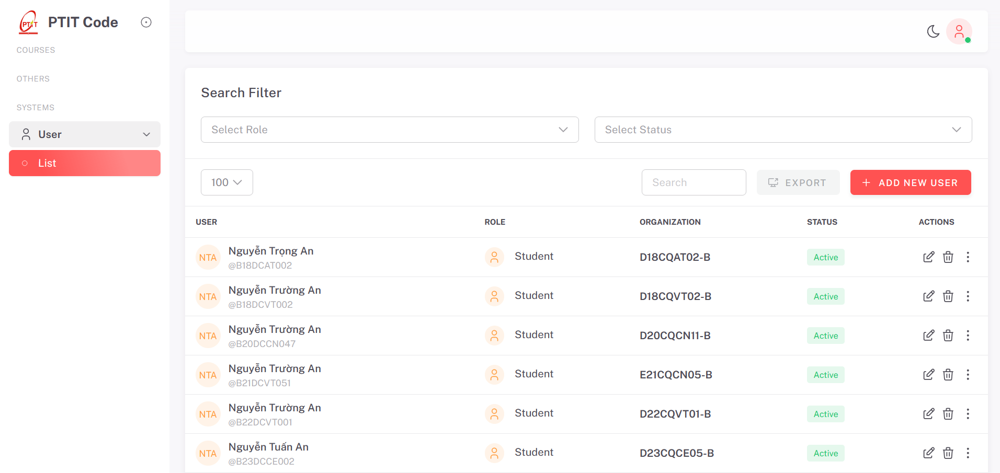 PTIT
PTIT Code
COURSES
OTHERS
SYSTEMS
User
List
Search Filter
Select Role
Select Status
100
Search
EXPORT
ADD NEW USER
USER ROLE ORGANIZATION STATUS ACTIONS
NTA Nguyễn Trọng An Student D18CQAT02-B Active
@B18DCAT002
NTA Nguyễn Trường An Student D18CQVT02-B Active
@B18DCVT002
NTA Nguyễn Trường An Student D20CQCN11-B Active
@B20DCCN047
NTA Nguyễn Trường An Student E21CQCN05-B Active
@B21DCVT051
NTA Nguyễn Trường An Student D22CQVT01-B Active
@B22DCVT001
NTA Nguyễn Tuấn An Student D23CQCE05-B Active
@B23DCCE002